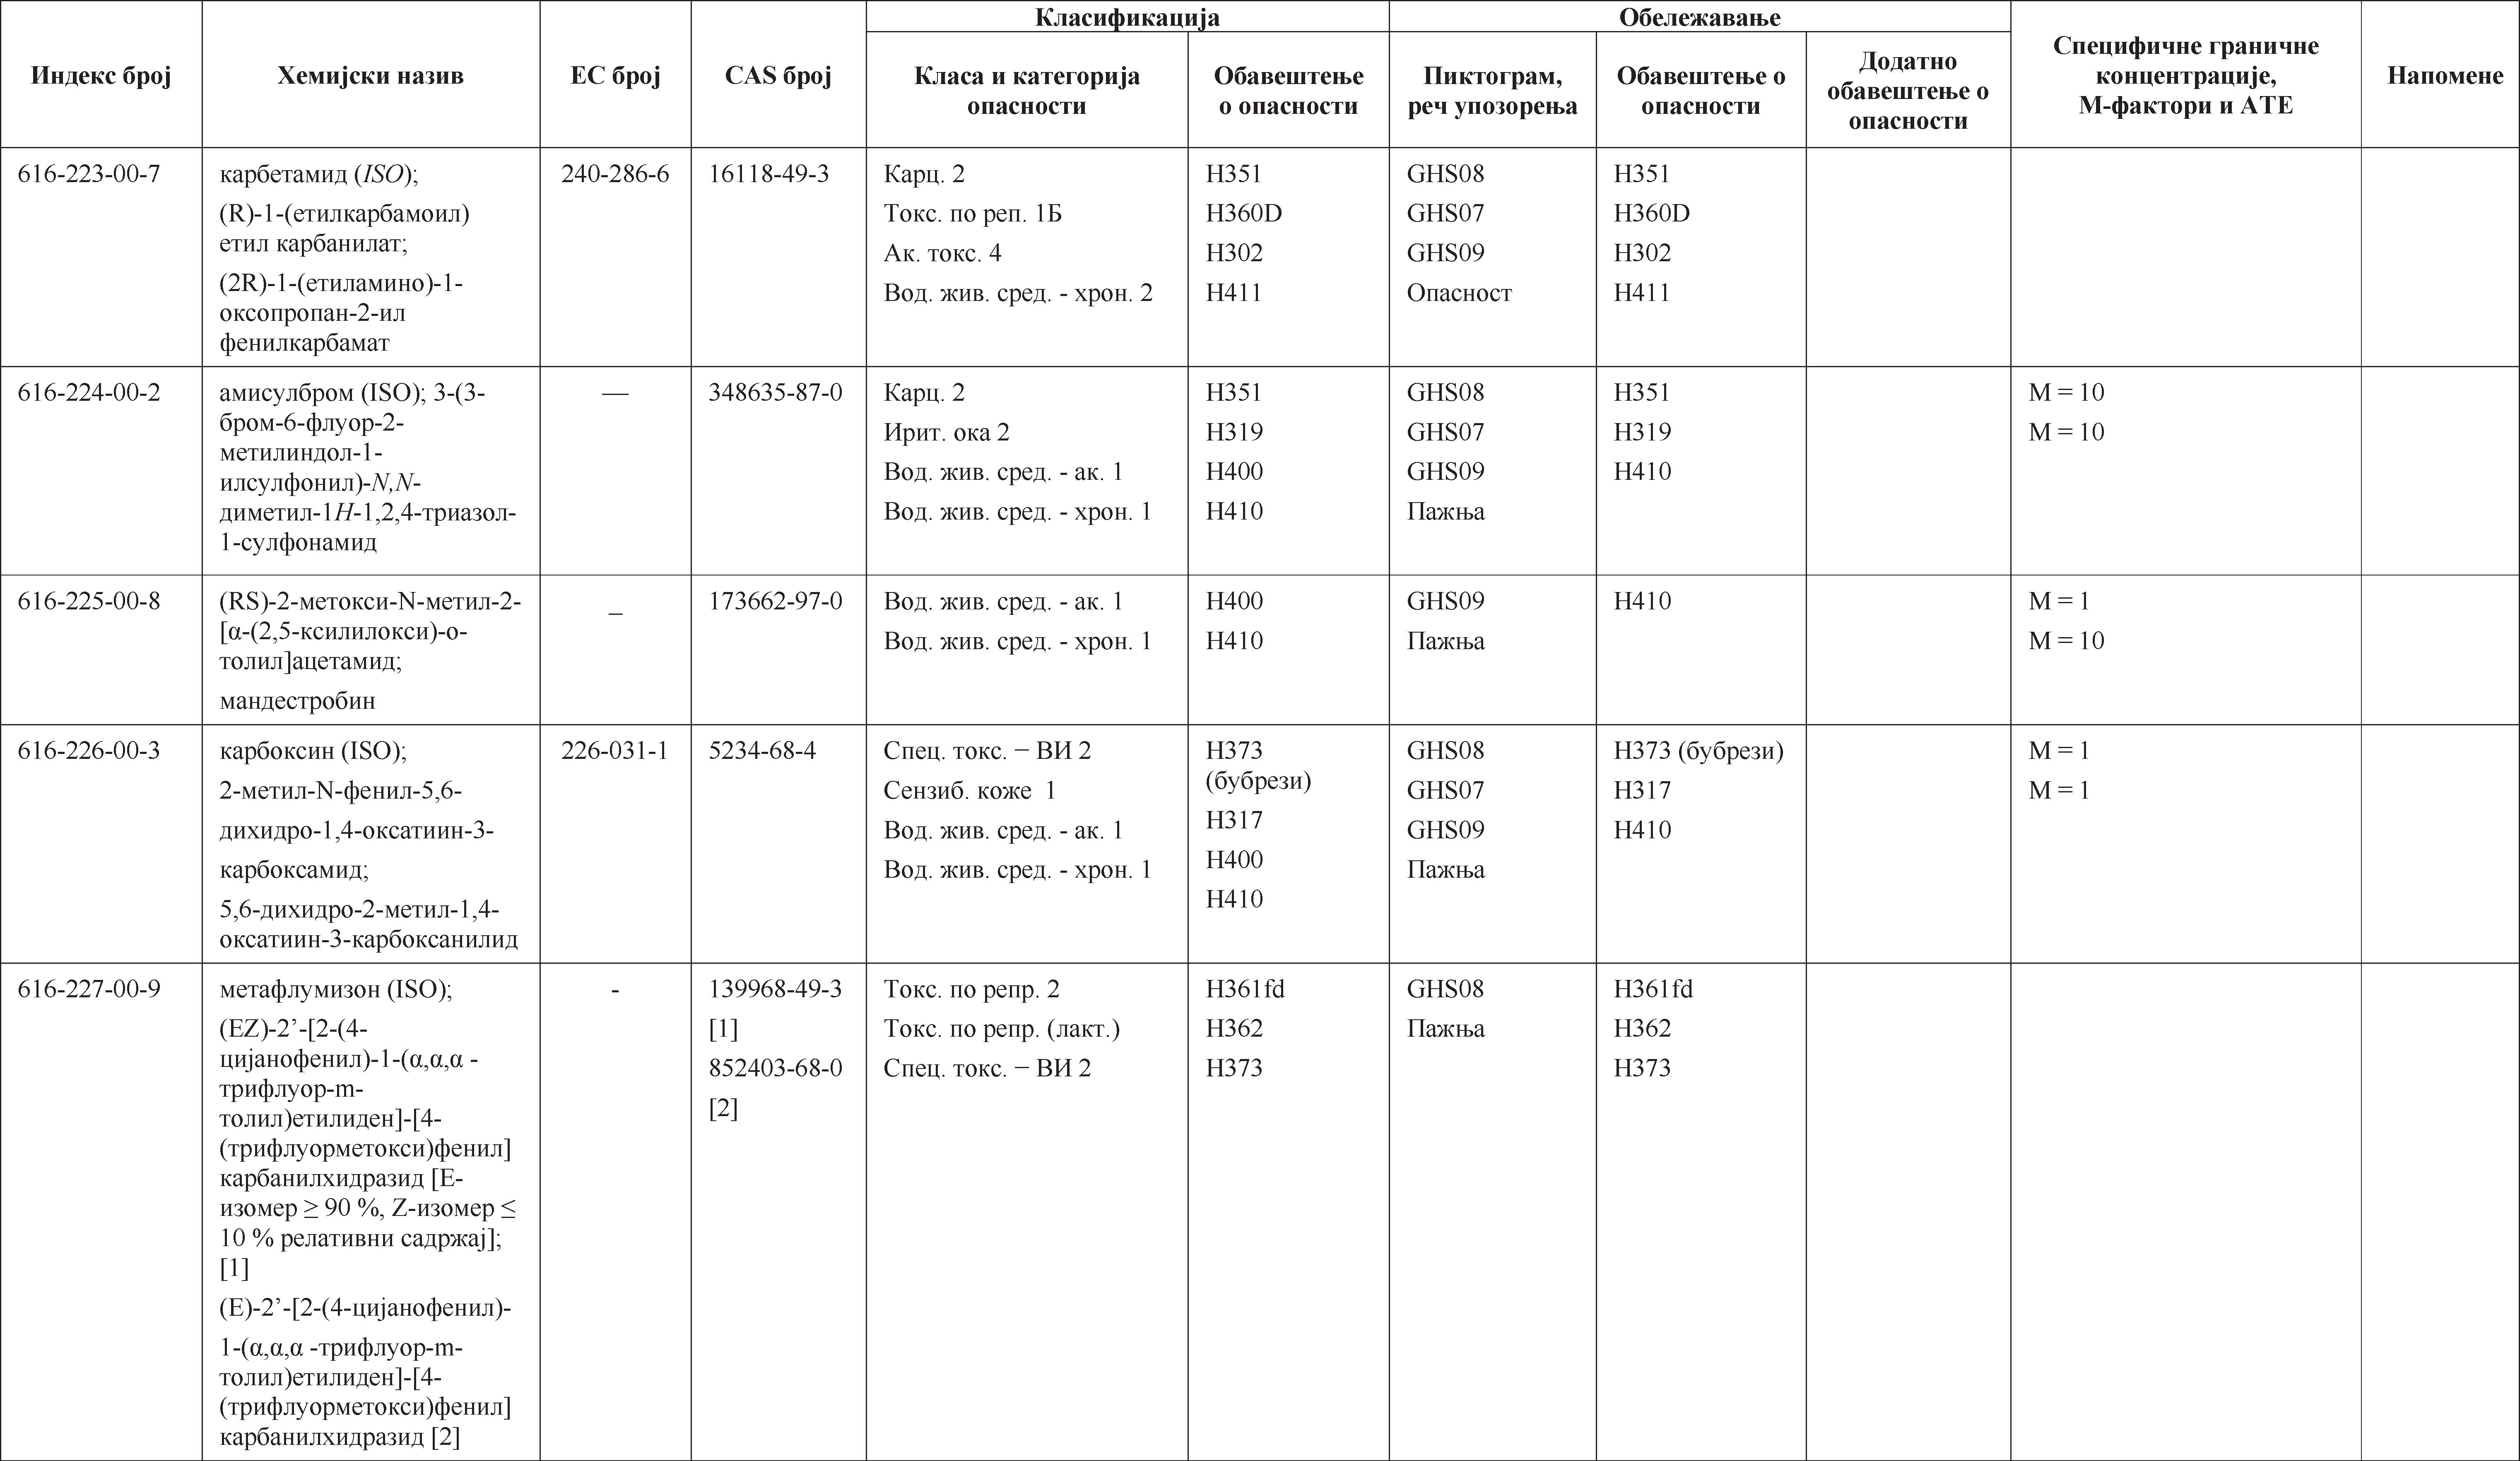 Класификација
Обележавање
Индекс број
Хемијски назив
ЕС број
CAS број
Класа и категорија
опасности
Обавештење
о опасности
Пиктограм,
реч упозорења
Обавештење о
опасности
Додатно
обавештење о
опасности
Специфичне граничне
концентрације,
М-фактори и АТЕ
Напомене
616-223-00-7
карбетамид (ISO);
(R)-1-(етилкарбамоил)
етил карбанилат;
(2R)-1-(етиламино)-1-
оксопропан-2-ил
фенилкарбамат
240-286-6
16118-49-3
Карц. 2
Токс. по реп. 1Б
Ак. токс. 4
Вод. жив. сред. - хрон. 2
H351
H360D
H302
H411
GHS08
GHS07
GHS09
Опасност
H351
H360D
H302
H411
616-224-00-2
амисулбром (ISO); 3-(3-
бром-6-флуор-2-
метилиндол-1-
илсулфонил)-N,N-
диметил-1H-1,2,4-триазол-
1-сулфонамид
—
348635-87-0
Карц. 2
Ирит. ока 2
Вод. жив. сред. - ак. 1
Вод. жив. сред. - хрон. 1
H351
H319
H400
H410
GHS08
GHS07
GHS09
Пажња
H351
H319
H410
M = 10
M = 10
616-225-00-8
(RS)-2-метокси-N-метил-2-
[α-(2,5-ксилилокси)-о-
толил]ацетамид;
мандестробин
_
173662-97-0
Вод. жив. сред. - ак. 1
Вод. жив. сред. - хрон. 1
H400
H410
GHS09
Пажња
H410
M = 1
M = 10
616-226-00-3
карбоксин (ISO);
2-метил-N-фенил-5,6-
дихидро-1,4-оксатиин-3-
карбоксамид;
5,6-дихидро-2-метил-1,4-
оксатиин-3-карбоксанилид
226-031-1
5234-68-4
Спец. токс. − ВИ 2
Сензиб. коже  1
Вод. жив. сред. - ак. 1
Вод. жив. сред. - хрон. 1
H373
(бубрези)
H317
H400
H410
GHS08
GHS07
GHS09
Пажња
H373 (бубрези)
H317
H410
M = 1
M = 1
616-227-00-9
метафлумизон (ISO);
(EZ)-2’-[2-(4-
цијанофенил)-1-(α,α,α -
трифлуор-m-
толил)етилиден]-[4-
(трифлуорметокси)фенил]
карбанилхидразид [E-
изомер ≥ 90 %, Z-изомер ≤
10 % релативни садржај];
[1]
(E)-2’-[2-(4-цијанофенил)-
1-(α,α,α -трифлуор-m-
толил)етилиден]-[4-
(трифлуорметокси)фенил]
карбанилхидразид [2]
-
139968-49-3
[1]
852403-68-0
[2]
Токс. по репр. 2
Токс. по репр. (лакт.)
Спец. токс. − ВИ 2
H361fd
H362
H373
GHS08
Пажња
H361fd
H362
H373